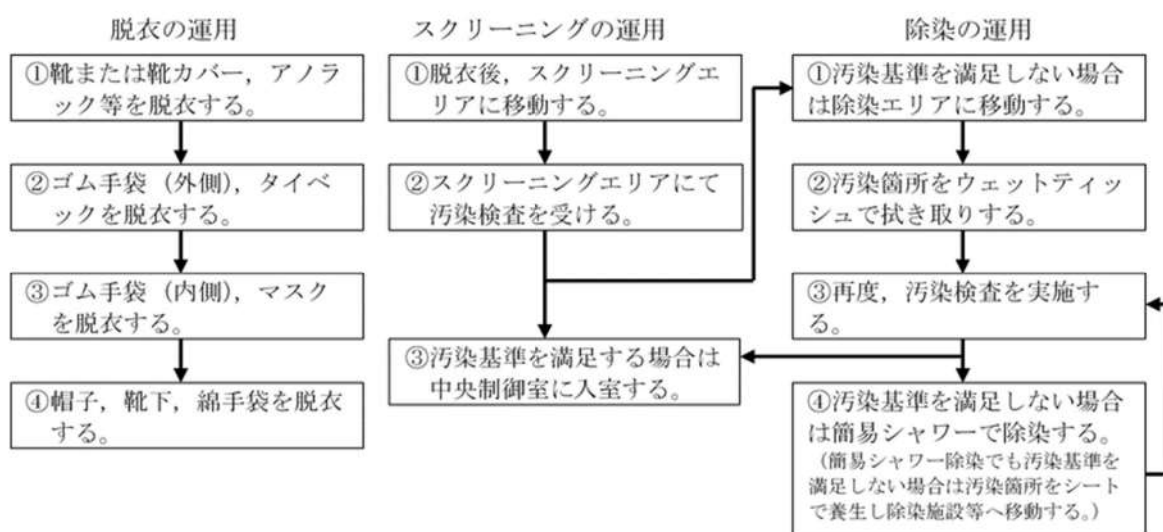 脱衣の運用
①靴または靴カバー，アノラ
ック等を脱衣する。
②ゴム手袋（外側），タイベ
ックを脱衣する。
③ゴム手袋（内側），マスク
を脱衣する。
④帽子，靴下，綿手袋を脱衣
する。
スクリーニングの運用
①脱衣後，スクリーニングエ
リアに移動する。
②スクリーニングエリアにて
汚染検査を受ける。
③汚染基準を満足する場合は
中央制御室に入室する。
除染の運用
①汚染基準を満足しない場合
は除染エリアに移動する。
②汚染箇所をウェットティッ
シュで拭き取りする。
③再度，汚染検査を実施す
る。
④汚染基準を満足しない場合
は簡易シャワーで除染する。
（簡易シャワー除染でも汚染基準を
満足しない場合は汚染箇所をシート
で養生し除染施設等へ移動する。）